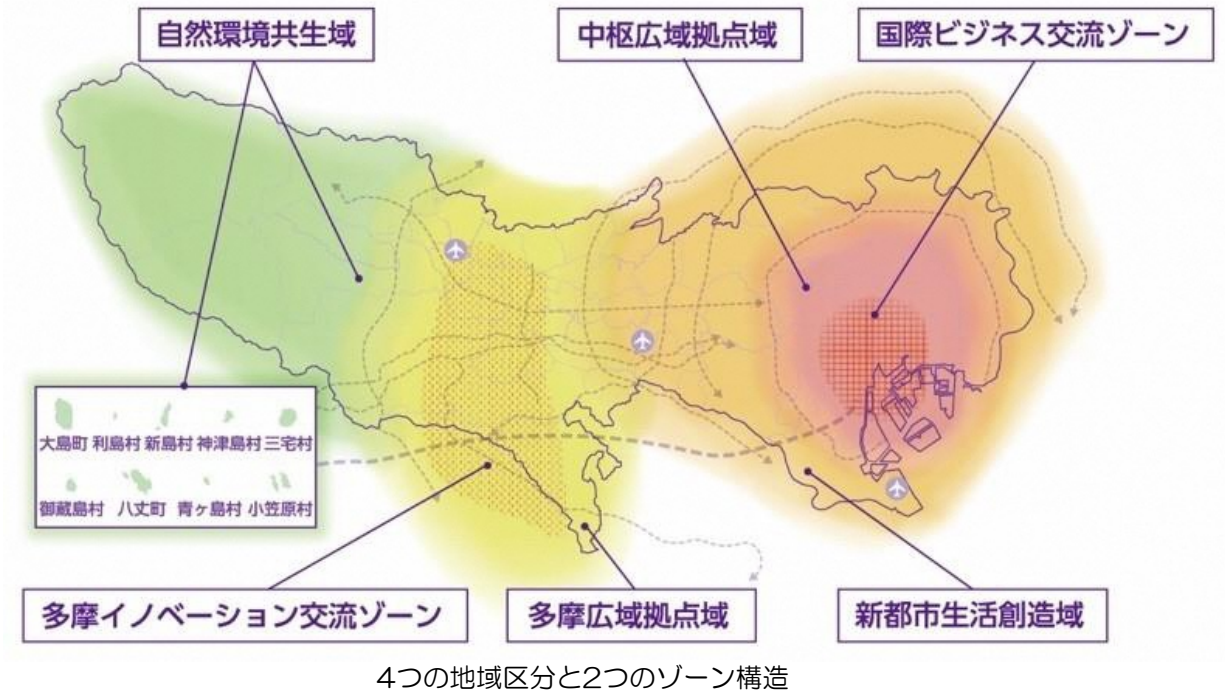 自然環境共生域
中枢広域拠点域
国際ビジネス交流ゾーン
大島町 利島村 新島村 神津島村 三宅村
御蔵島村 八丈町 青ヶ島村 小笠原村
多摩イノベーション交流ゾーン
多摩広域拠点域
新都市生活創造域
4つの地域区分と2つのゾーン構造